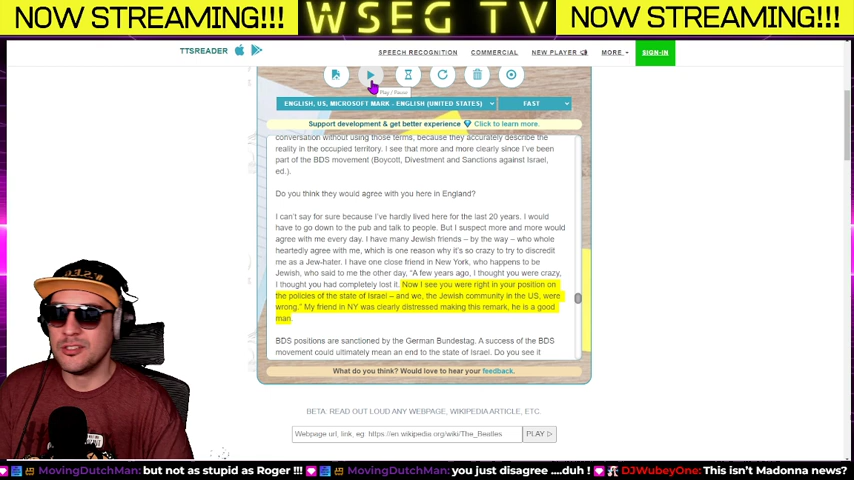 NOW STREAMING!!! WSEG TV NOW STREAMING!!!
TTSREADER SPEECH RECOGNITION COMMERCIAL NEW PLAYER MORE SIGN-IN
Play / Pause
ENGLISH, US, MICROSOFT MARK - ENGLISH (UNITED STATES) FAST
Support development & get better experience Click to learn more.
conversation without using those terms, because they accurately describe the
reality in the occupied territory. I see that more and more clearly since I've been
part of the BDS movement (Boycott, Divestment and Sanctions against Israel,
ed.).
Do you think they would agree with you here in England?
I can't say for sure because I've hardly lived here for the last 20 years. I would
have to go down to the pub and talk to people. But I suspect more and more would
agree with me every day. I have many Jewish friends – by the way – who whole
heartedly agree with me, which is one reason why it's so crazy to try to discredit
me as a Jew-hater. I have one close friend in New York, who happens to be
Jewish, who said to me the other day, "A few years ago, I thought you were crazy,
I thought you had completely lost it. Now I see you were right in your position on
the policies of the state of Israel – and we, the Jewish community in the US, were
wrong." My friend in NY was clearly distressed making this remark, he is a good
man.
BDS positions are sanctioned by the German Bundestag. A success of the BDS
movement could ultimately mean an end to the state of Israel. Do you see it
What do you think? Would love to hear your feedback.
BETA: READ OUT LOUD ANY WEBPAGE, WIKIPEDIA ARTICLE, ETC.
Webpage url, link, eg: https://en.wikipedia.org/wiki/The_Beatles PLAY
MovingDutchMan: but not as stupid as Roger !!! MovingDutchMan: you just disagree ....duh ! DJWubeyOne: This isn't Madonna news?